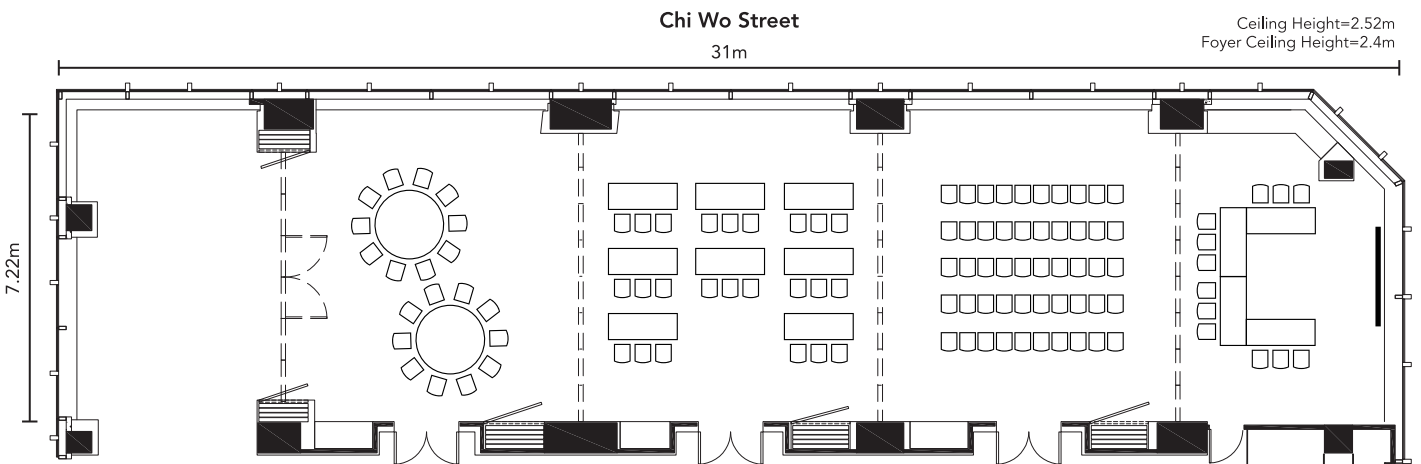 Chi Wo Street
Ceiling Height=2.52m
Foyer Ceiling Height=2.4m
31m
7.22m